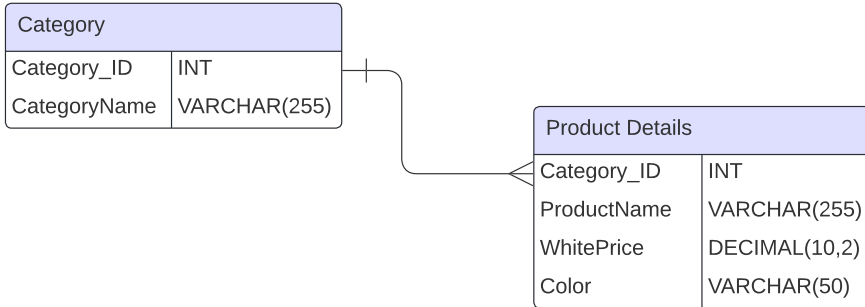 Category
Category_ID INT
CategoryName VARCHAR(255)
Product Details
Category_ID INT
ProductName VARCHAR(255)
WhitePrice DECIMAL(10,2)
Color VARCHAR(50)